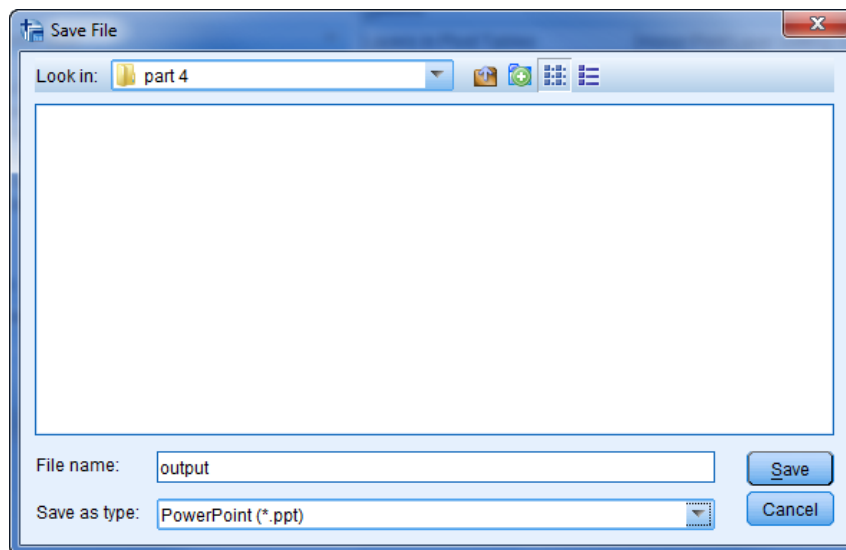 Save File
Look in: part 4
File name: output
Save
Save as type: PowerPoint (*.ppt)
Cancel